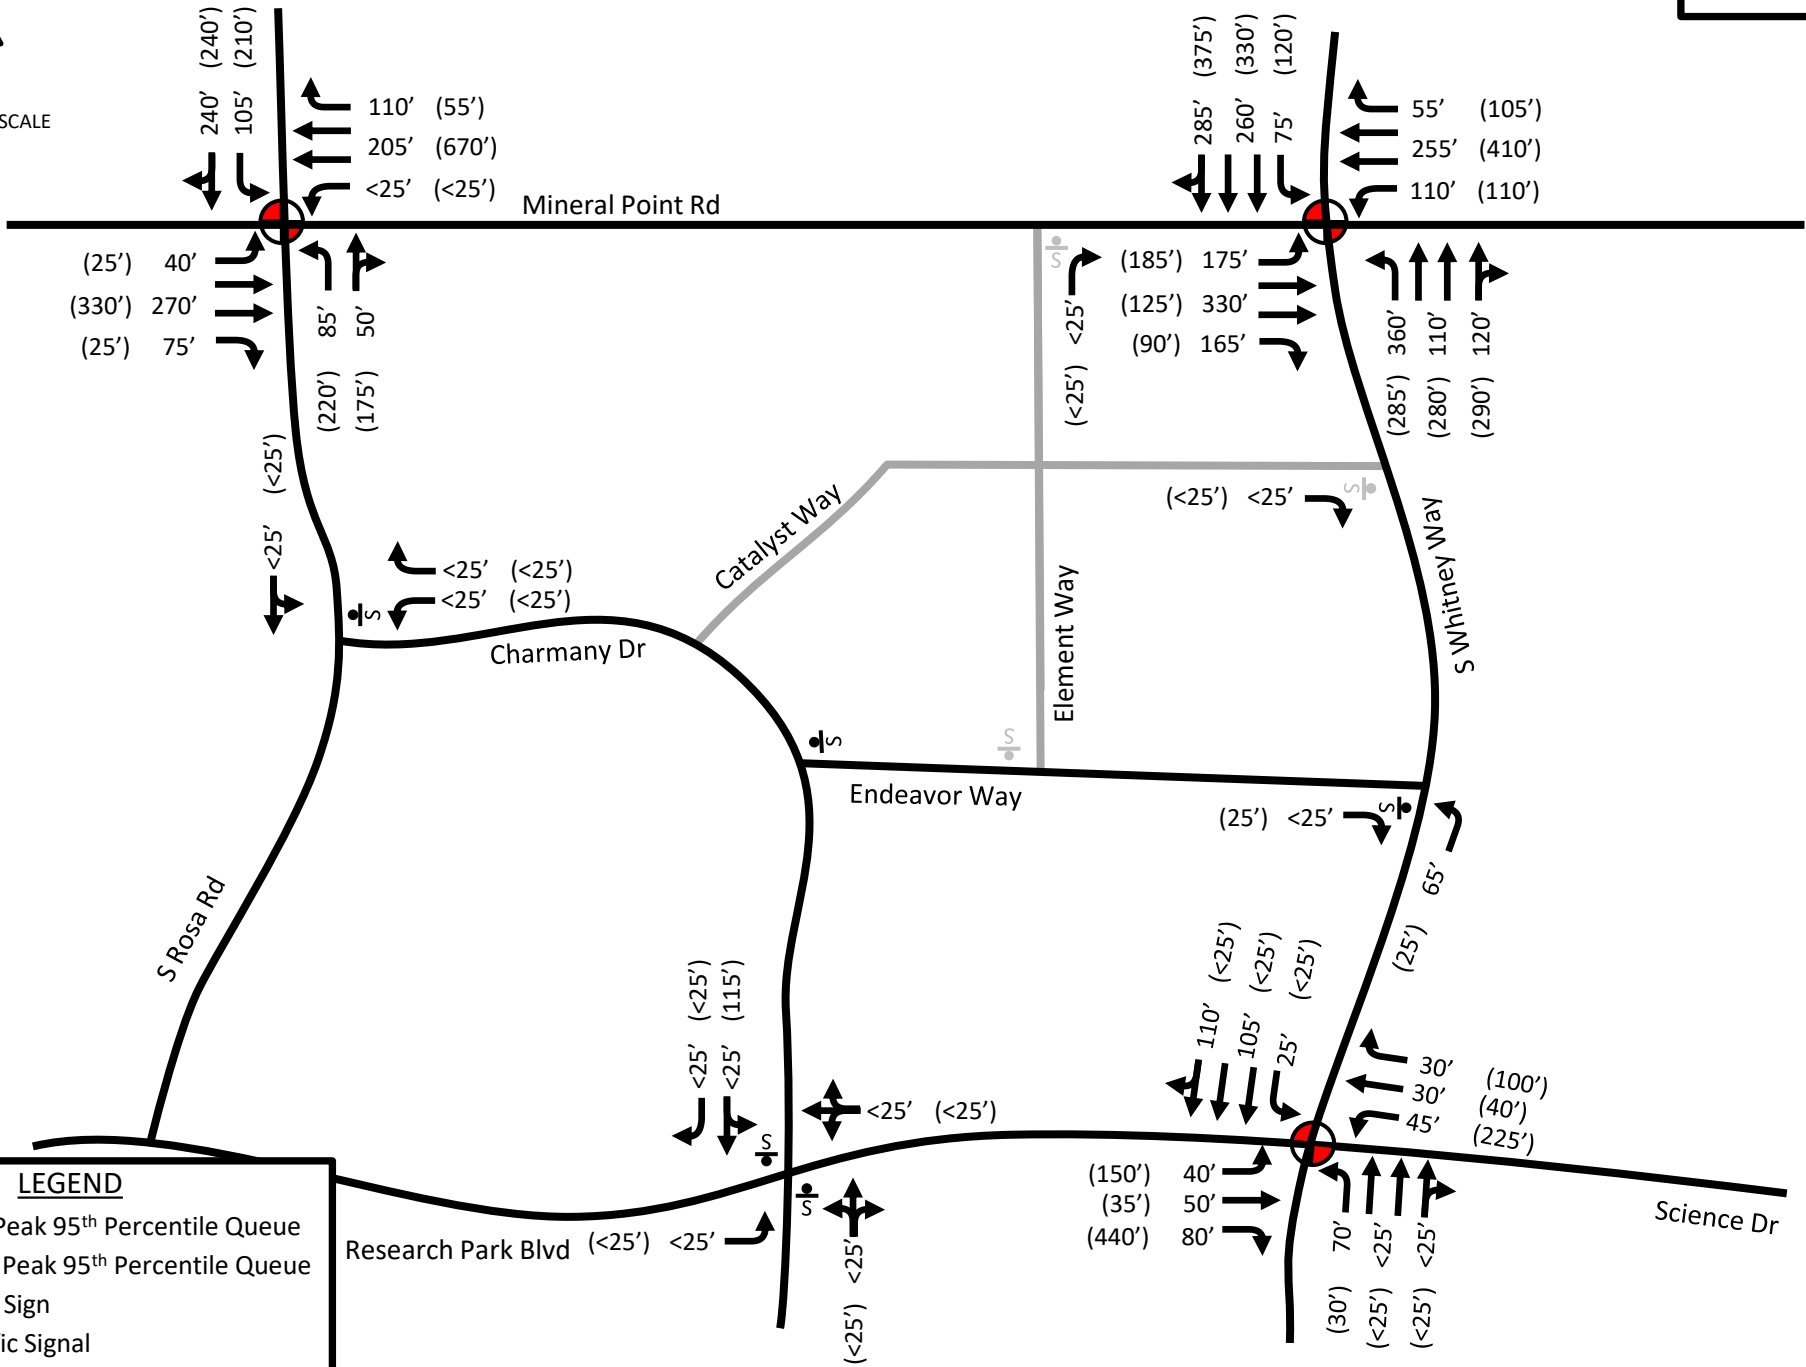 SCALE
240’ (240’)
105’ (210’)
110’ (55’)
205’ (670’)
<25’ (<25’)
Mineral Point Rd
(25’) 40’
(330’) 270’
(25’) 75’
(220’) 85’
(175’) 50’
285’ (375’)
260’ (330’)
75’ (120’)
55’ (105’)
255’ (410’)
110’ (110’)
S
(<25’) <25’
(185’) 175’
(125’) 330’
(90’) 165’
(285’) 360’
(280’) 110’
(290’) 120’
<25’ (<25’)
<25’ (<25’)
<25’ (<25’)
S
Charmany Dr
Catalyst Way
(<25’) <25’
S
Element Way
S Whitney Way
S
S
Endeavor Way
(25’) <25’
S
(25’) 65’
S Rosa Rd
<25’ (<25’)
<25’ (115’)
S
<25’ (<25’)
110’ (<25’)
105’ (<25’)
25’ (<25’)
30’ (100’)
30’ (40’)
45’ (225’)
(150’) 40’
(35’) 50’
(440’) 80’
(30’) 70’
(<25’) <25’
(<25’) <25’
Science Dr
S
Research Park Blvd
(<25’) <25’
(<25’) <25’
LEGEND
Peak 95th Percentile Queue
Peak 95th Percentile Queue
Sign
ic Signal